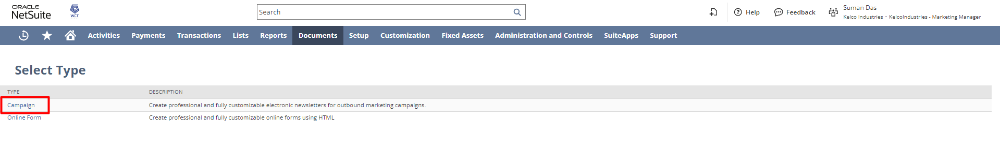 ORACLE
NetSuite
WCT
Search
Help
Feedback
Suman Das
Kelco Industries - KelcoIndustries - Marketing Manager
Activities Payments Transactions Lists Reports Documents Setup Customization Fixed Assets Administration and Controls SuiteApps Support
Select Type
TYPE DESCRIPTION
Campaign Create professional and fully customizable electronic newsletters for outbound marketing campaigns.
Online Form Create professional and fully customizable online forms using HTML